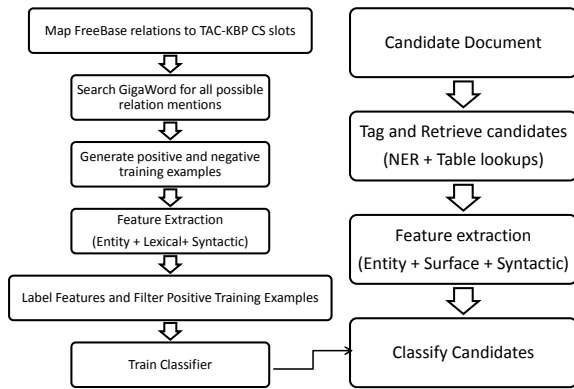 Map FreeBase relations to TAC-KBP CS slots
Search GigaWord for all possible
relation mentions
Generate positive and negative
training examples
Feature Extraction
(Entity + Lexical+ Syntactic)
Label Features and Filter Positive Training Examples
Train Classifier
Candidate Document
Tag and Retrieve candidates
(NER + Table lookups)
Feature extraction
(Entity + Surface + Syntactic)
Classify Candidates